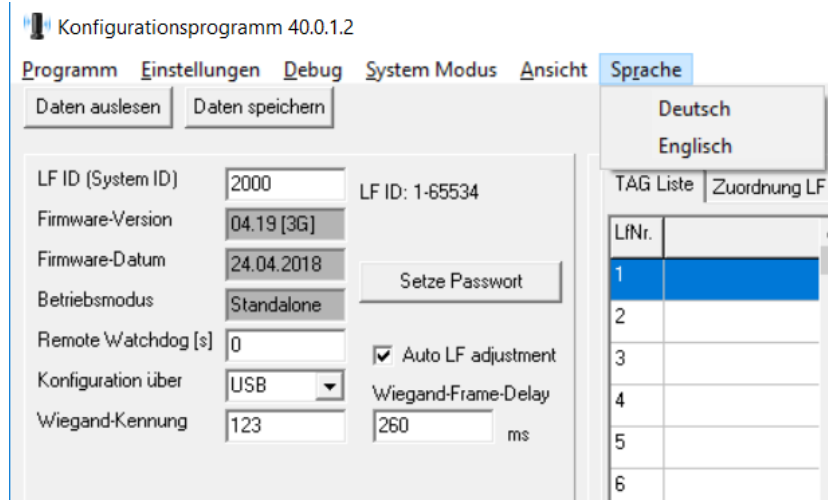 Konfigurationsprogramm 40.0.1.2
Programm Einstellungen Debug System Modus Ansicht Sprache
Daten auslesen Daten speichern
Deutsch
Englisch
LF ID (System ID) 2000 LF ID: 1-65534
Firmware-Version 04.19 [3G]
Firmware-Datum 24.04.2018
Setze Passwort
Betriebsmodus Standalone
Remote Watchdog [s] 0
Auto LF adjustment
Konfiguration über USB
Wiegand-Frame-Delay
Wiegand-Kennung 123
260 ms
TAG Liste Zuordnung LF
LfNr.
1
2
3
4
5
6